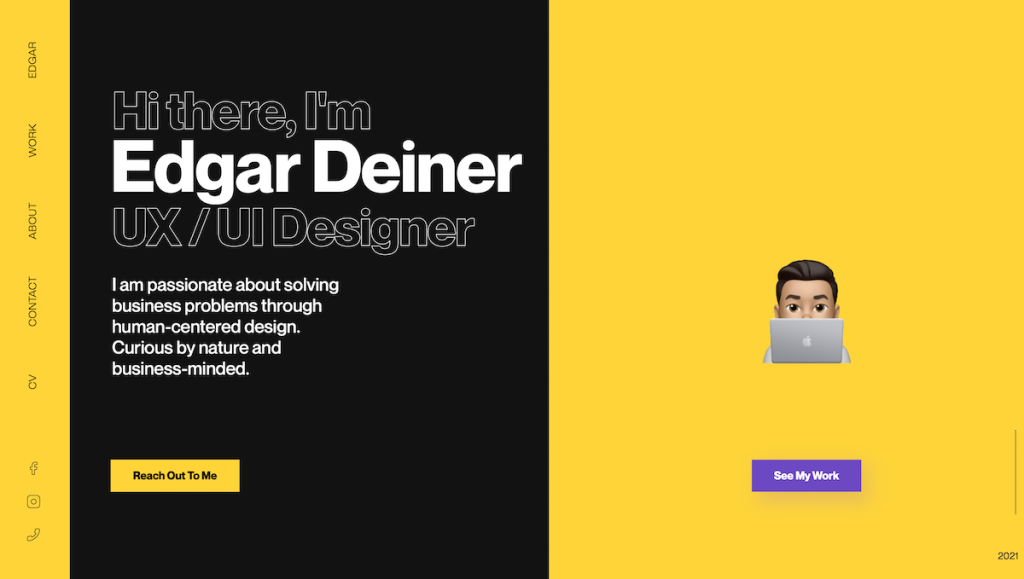 EDGAR
WORK
ABOUT
CONTACT
CV
Hi there, I'm
Edgar Deiner
UX / UI Designer
I am passionate about solving
business problems through
human-centered design.
Curious by nature and
business-minded.
Reach Out To Me
See My Work
2021